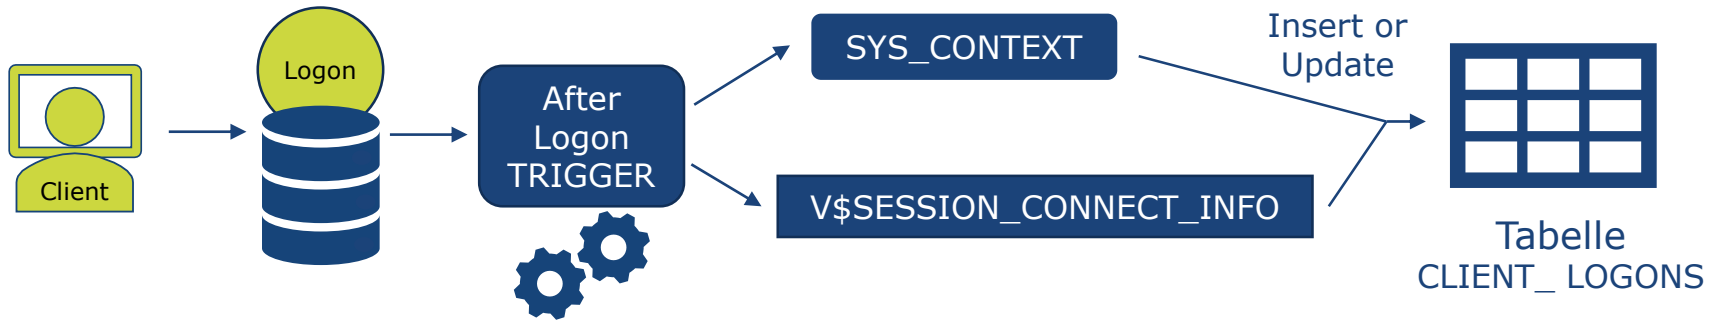 Client
Logon
After
Logon
TRIGGER
SYS_CONTEXT
V$SESSION_CONNECT_INFO
Insert or
Update
Tabelle
CLIENT_ LOGONS